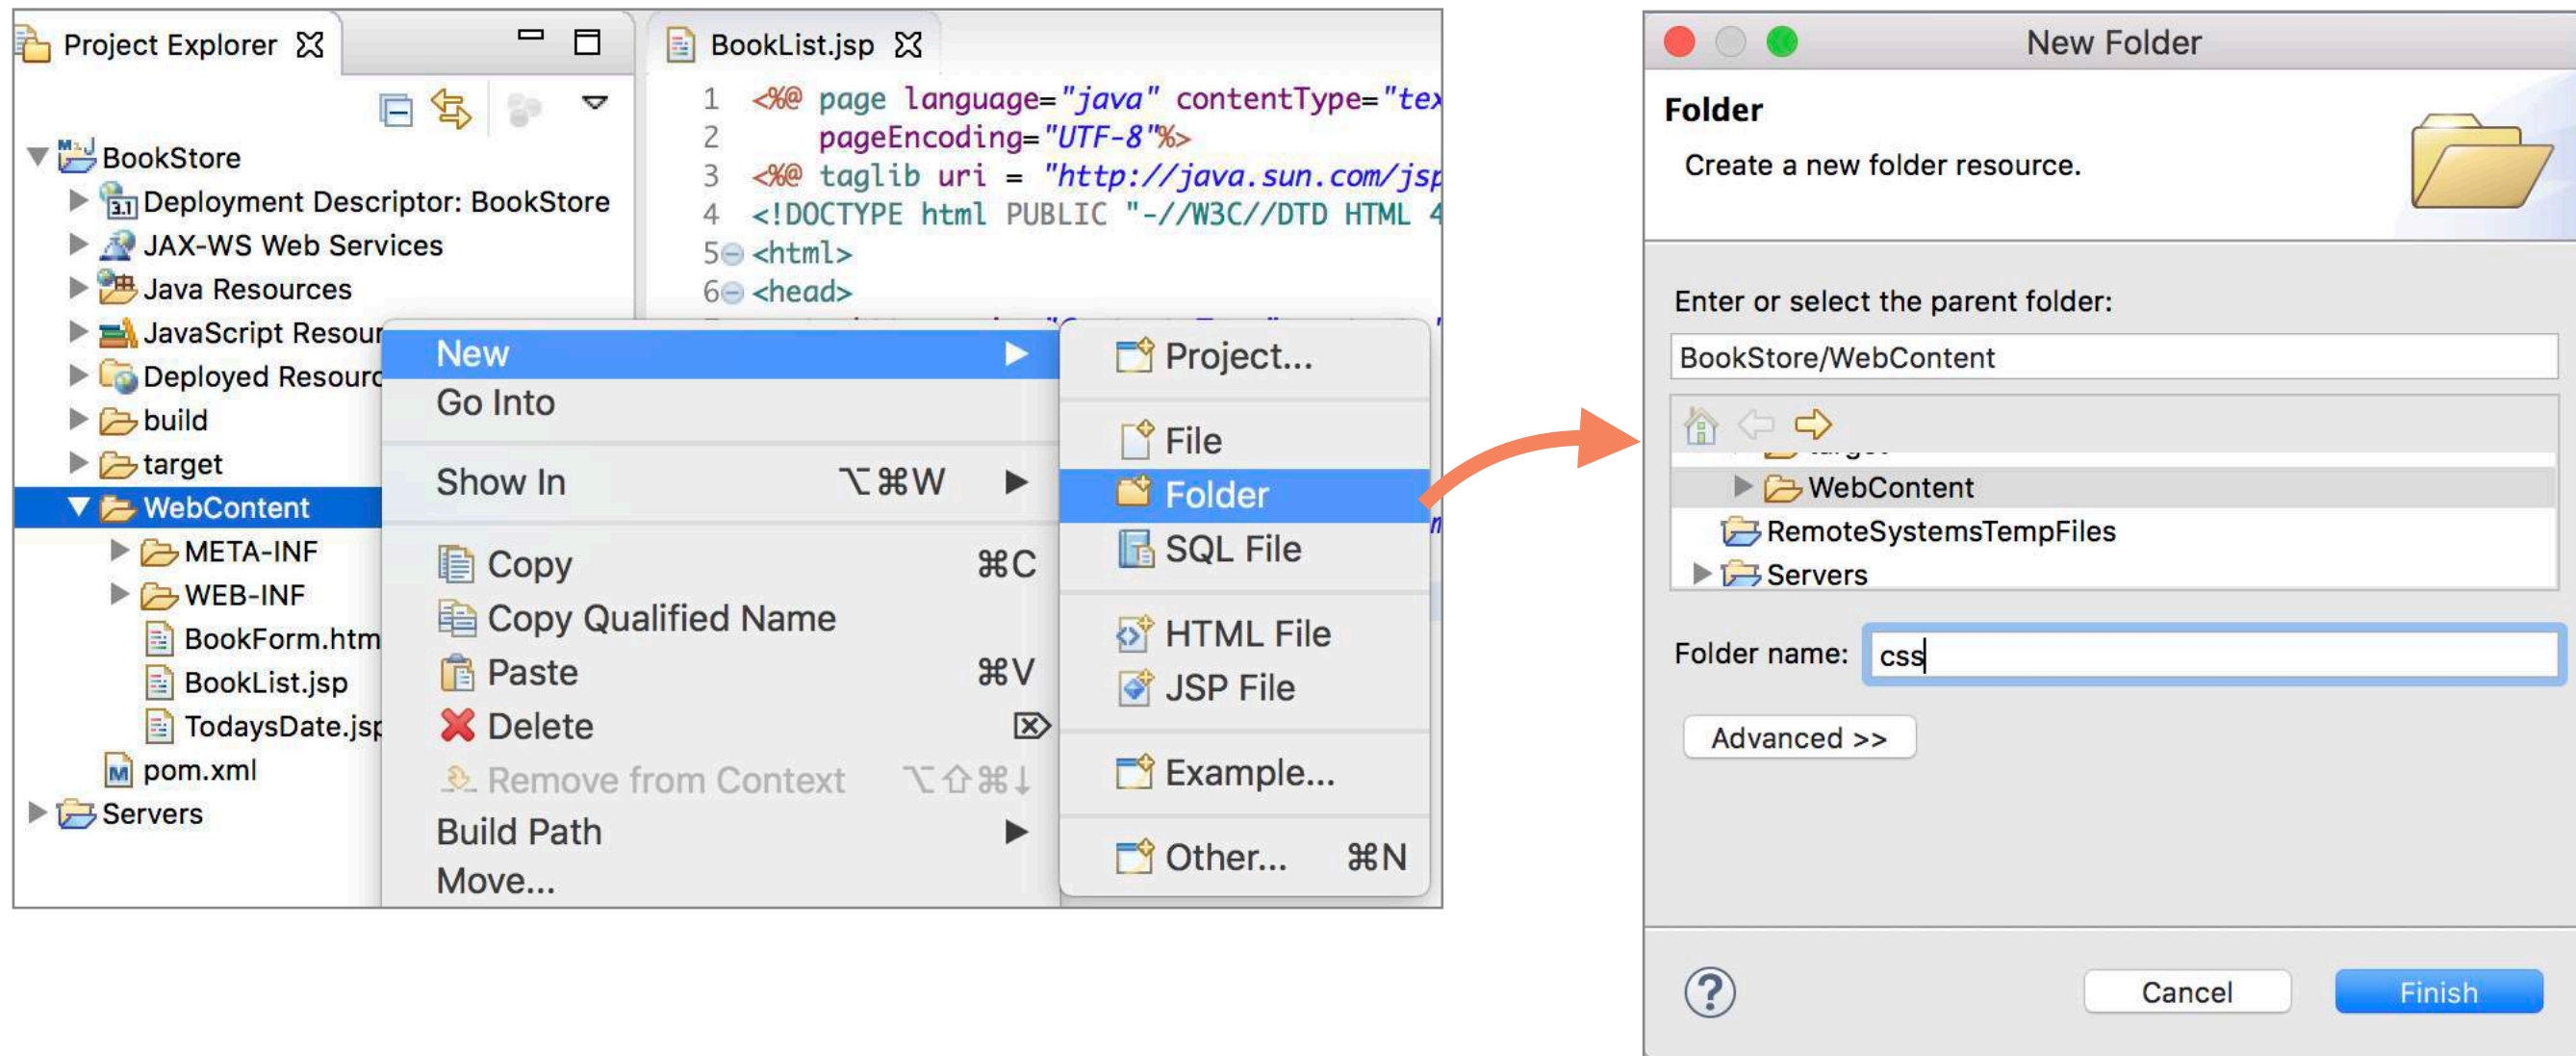 Project Explorer
BookStore
3.1 Deployment Descriptor: BookStore
JAX-WS Web Services
Java Resources
JavaScript Resour
Deployed Resourc
build
target
WebContent
META-INF
WEB-INF
BookForm.htm
BookList.jsp
TodaysDate.jsp
pom.xml
Servers
BookList.jsp
1 <%@ page language="java" contentType="tex
2 pageEncoding="UTF-8"%>
3 <%@ taglib uri = "http://java.sun.com/jsp
4 <!DOCTYPE html PUBLIC "-//W3C//DTD HTML 4
5 <html>
6 <head>
New
Go Into
Show In ⌥⌘W
Copy ⌘C
Copy Qualified Name
Paste ⌘V
Delete ⌦
Remove from Context ⌥⇧⌘↓
Build Path
Move...
Project...
File
Folder
SQL File
HTML File
JSP File
Example...
Other... ⌘N
New Folder
Folder
Create a new folder resource.
Enter or select the parent folder:
BookStore/WebContent
WebContent
RemoteSystemsTempFiles
Servers
Folder name: css
Advanced >>
?
Cancel Finish